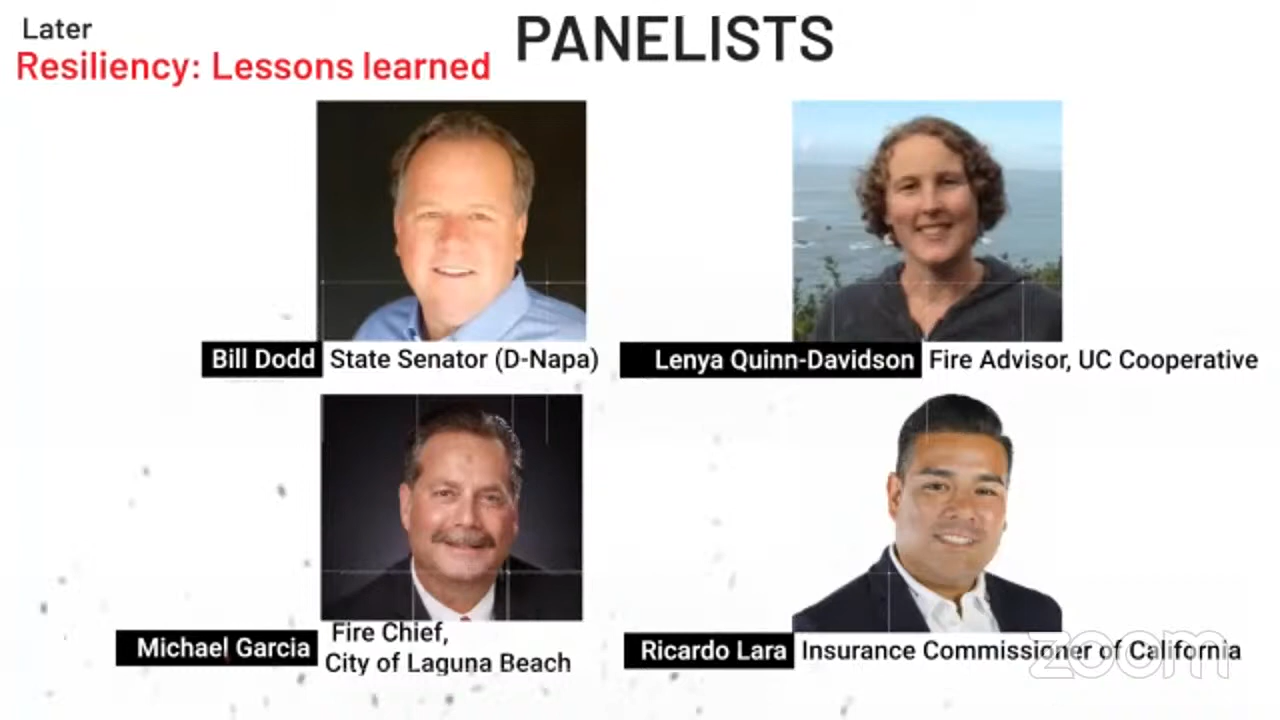 Later
PANELISTS
Resiliency: Lessons learned
Bill Dodd State Senator (D-Napa)
Lenya Quinn-Davidson Fire Advisor, UC Cooperative
Michael Garcia Fire Chief,
City of Laguna Beach
Ricardo Lara Insurance Commissioner of California
zoom